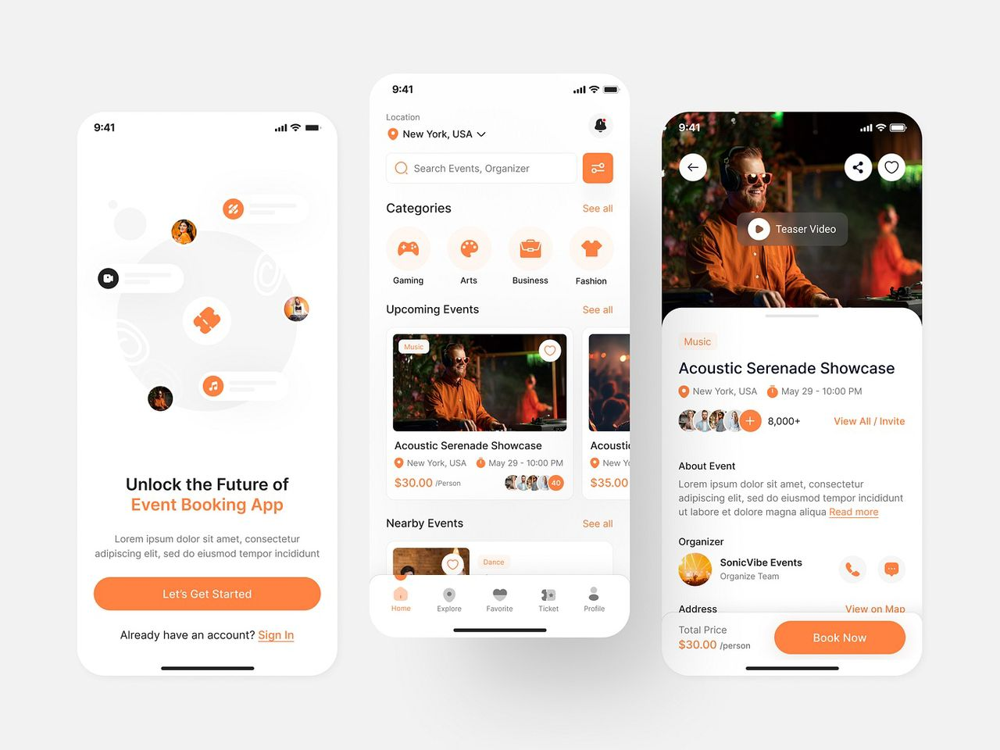 9:41
Unlock the Future of
Event Booking App
Lorem ipsum dolor sit amet, consectetur
adipiscing elit, sed do eiusmod tempor incididunt
Let's Get Started
Already have an account? Sign In
9:41
Location
New York, USA
Search Events, Organizer
Categories See all
Gaming Arts Business Fashion
Upcoming Events See all
Music
Acoustic Serenade Showcase
New York, USA May 29 - 10:00 PM
$30.00 /Person 40
Acousti
New Yo
$35.00
Nearby Events See all
Dance
Home Explore Favorite Ticket Profile
9:41
Teaser Video
Music
Acoustic Serenade Showcase
New York, USA May 29 - 10:00 PM
8,000+ View All / Invite
About Event
Lorem ipsum dolor sit amet, consectetur
adipiscing elit, sed do eiusmod tempor incididunt
ut labore et dolore magna aliqua Read more
Organizer
SonicVibe Events
Organize Team
Address View on Map
Total Price
$30.00 /person
Book Now